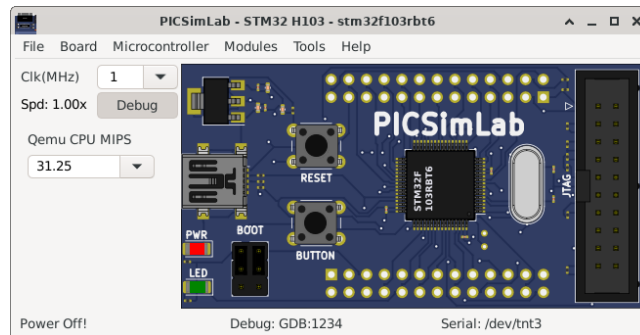 PICSimLab - STM32 H103 - stm32f103rbt6
File Board Microcontroller Modules Tools Help
Clk(MHz) 1
Spd: 1.00x Debug
Qemu CPU MIPS
31.25
PICSimLab
RESET
STM32F
103RBT6
JTAG
PWR
BOOT
BUTTON
LED
Power Off! Debug: GDB:1234 Serial: /dev/tnt3